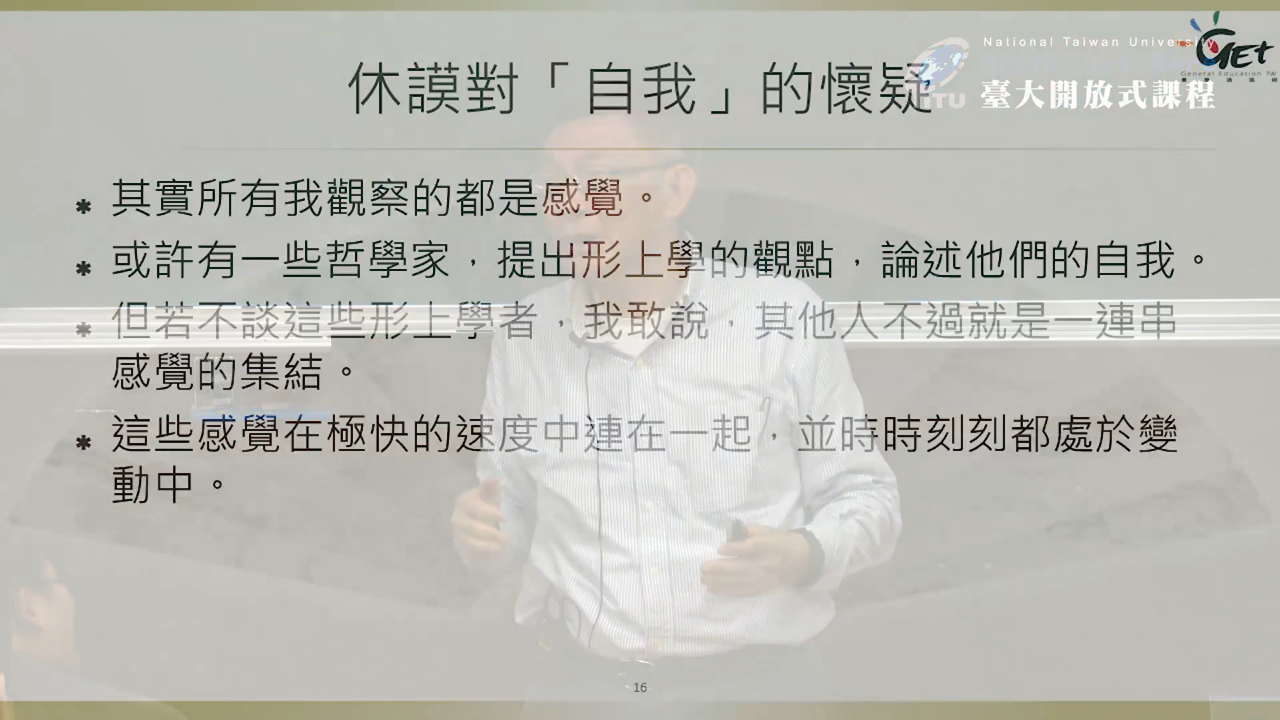 National Taiwan University
GEt
General Education TW
臺大開放式課程
休謨對「自我」的懷疑
* 其實所有我觀察的都是感覺。
* 或許有一些哲學家，提出形上學的觀點，論述他們的自我。
* 但若不談這些形上學者，我敢說，其他人不過就是一連串
感覺的集結。
* 這些感覺在極快的速度中連在一起，並時時刻刻都處於變
動中。
16